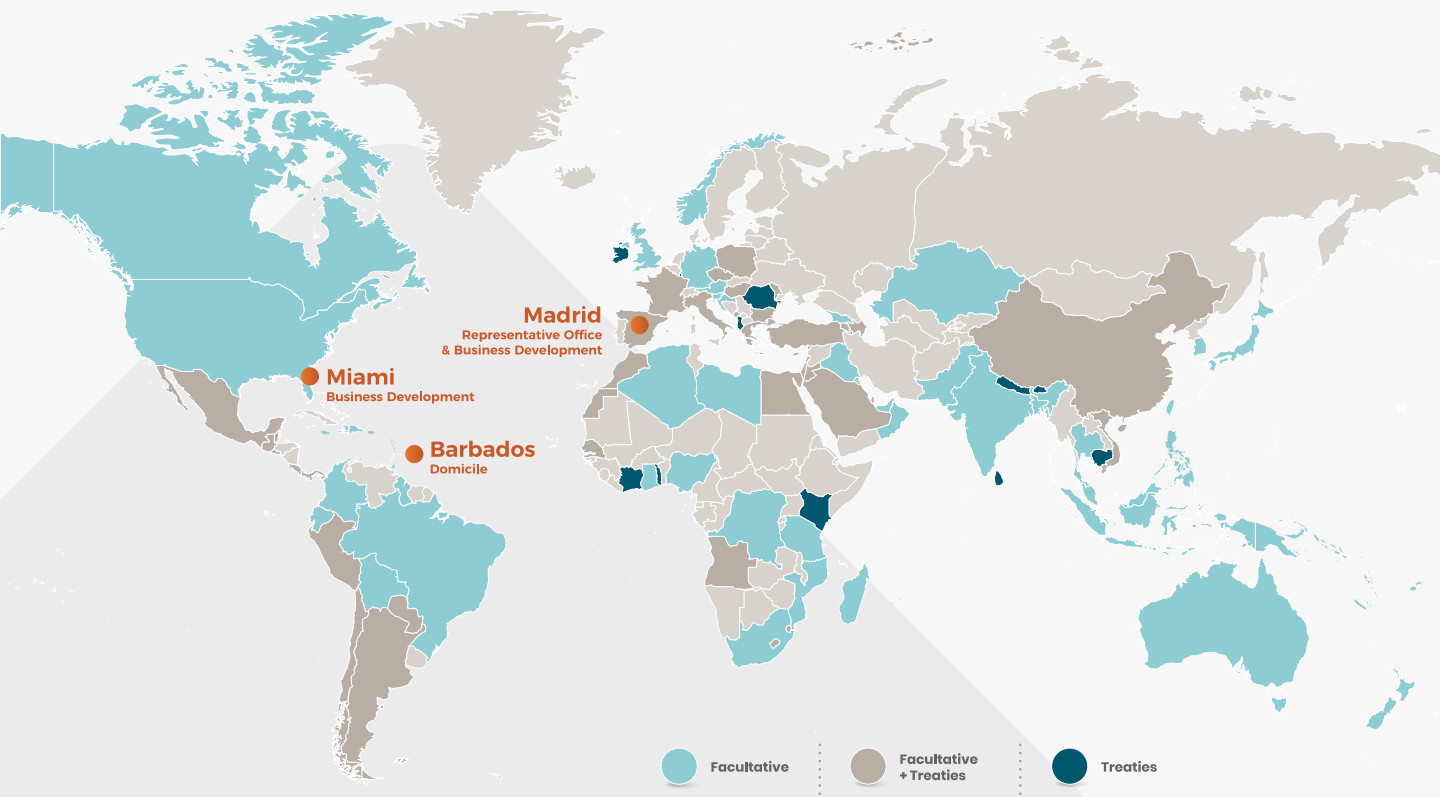 Madrid
Representative Office
& Business Development
Miami
Business Development
Barbados
Domicile
Facultative
Facultative
+ Treaties
Treaties